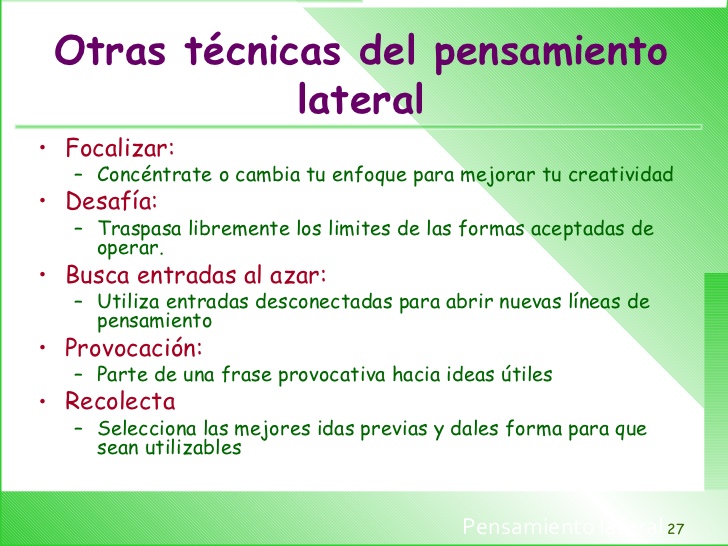 Otras técnicas del pensamiento
lateral
• Focalizar:
– Concéntrate o cambia tu enfoque para mejorar tu creatividad
• Desafía:
– Traspasa libremente los limites de las formas aceptadas de
operar.
• Busca entradas al azar:
– Utiliza entradas desconectadas para abrir nuevas líneas de
pensamiento
• Provocación:
– Parte de una frase provocativa hacia ideas útiles
• Recolecta
– Selecciona las mejores idas previas y dales forma para que
sean utilizables
Pensamiento lateral 27